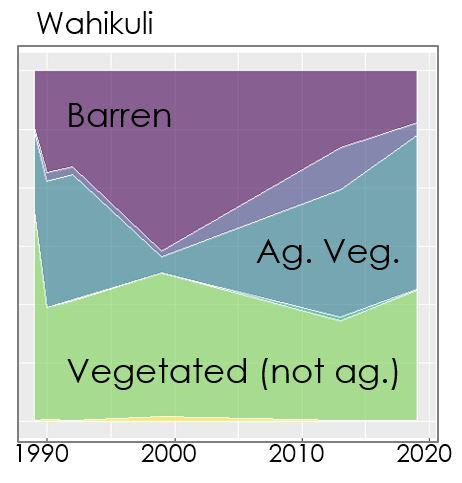 Wahikuli
Barren
Ag. Veg.
Vegetated (not ag.)
1990 2000 2010 2020